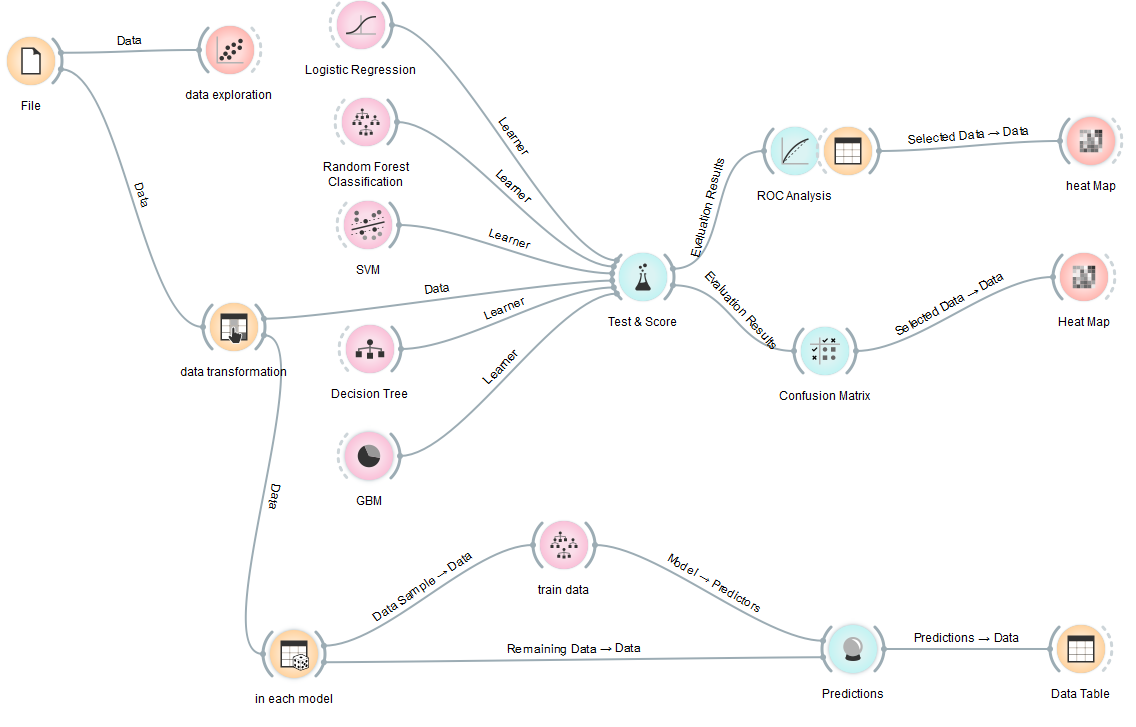 Data
File
data exploration
Logistic Regression
Learner
Random Forest
Classification
Learner
Data
SVM
Learner
Data
data transformation
Test & Score
Learner
Decision Tree
Learner
GBM
Evaluation Results
ROC Analysis
Selected Data → Data
heat Map
Evaluation Results
Confusion Matrix
Selected Data → Data
Heat Map
Data
in each model
Data Sample → Data
train data
Model → Predictors
Remaining Data → Data
Predictions
Predictions → Data
Data Table